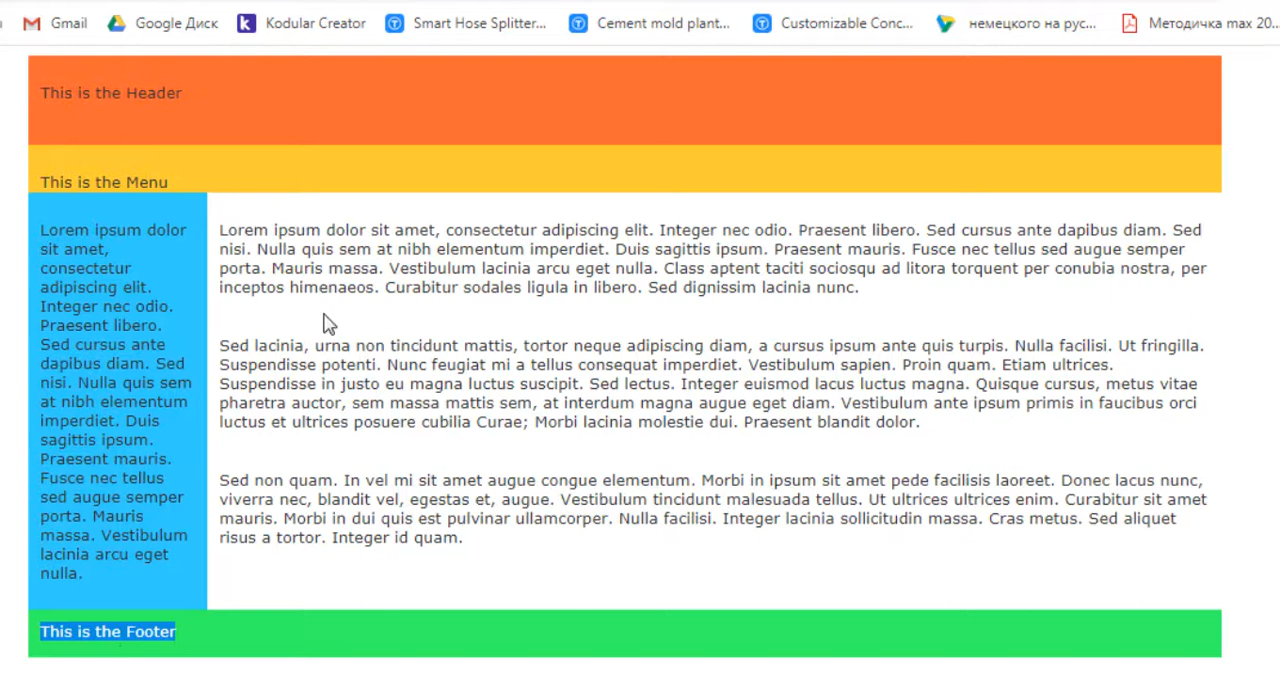 Gmail Google Диск Kodular Creator Smart Hose Splitter... Cement mold plant... Customizable Conc... немецкого на рус... Методичка max 20...
This is the Header
This is the Menu
Lorem ipsum dolor
sit amet,
consectetur
adipiscing elit.
Integer nec odio.
Praesent libero.
Sed cursus ante
dapibus diam. Sed
nisi. Nulla quis sem
at nibh elementum
imperdiet. Duis
sagittis ipsum.
Praesent mauris.
Fusce nec tellus
sed augue semper
porta. Mauris
massa. Vestibulum
lacinia arcu eget
nulla.
Lorem ipsum dolor sit amet, consectetur adipiscing elit. Integer nec odio. Praesent libero. Sed cursus ante dapibus diam. Sed
nisi. Nulla quis sem at nibh elementum imperdiet. Duis sagittis ipsum. Praesent mauris. Fusce nec tellus sed augue semper
porta. Mauris massa. Vestibulum lacinia arcu eget nulla. Class aptent taciti sociosqu ad litora torquent per conubia nostra, per
inceptos himenaeos. Curabitur sodales ligula in libero. Sed dignissim lacinia nunc.
Sed lacinia, urna non tincidunt mattis, tortor neque adipiscing diam, a cursus ipsum ante quis turpis. Nulla facilisi. Ut fringilla.
Suspendisse potenti. Nunc feugiat mi a tellus consequat imperdiet. Vestibulum sapien. Proin quam. Etiam ultrices.
Suspendisse in justo eu magna luctus suscipit. Sed lectus. Integer euismod lacus luctus magna. Quisque cursus, metus vitae
pharetra auctor, sem massa mattis sem, at interdum magna augue eget diam. Vestibulum ante ipsum primis in faucibus orci
luctus et ultrices posuere cubilia Curae; Morbi lacinia molestie dui. Praesent blandit dolor.
Sed non quam. In vel mi sit amet augue congue elementum. Morbi in ipsum sit amet pede facilisis laoreet. Donec lacus nunc,
viverra nec, blandit vel, egestas et, augue. Vestibulum tincidunt malesuada tellus. Ut ultrices ultrices enim. Curabitur sit amet
mauris. Morbi in dui quis est pulvinar ullamcorper. Nulla facilisi. Integer lacinia sollicitudin massa. Cras metus. Sed aliquet
risus a tortor. Integer id quam.
This is the Footer